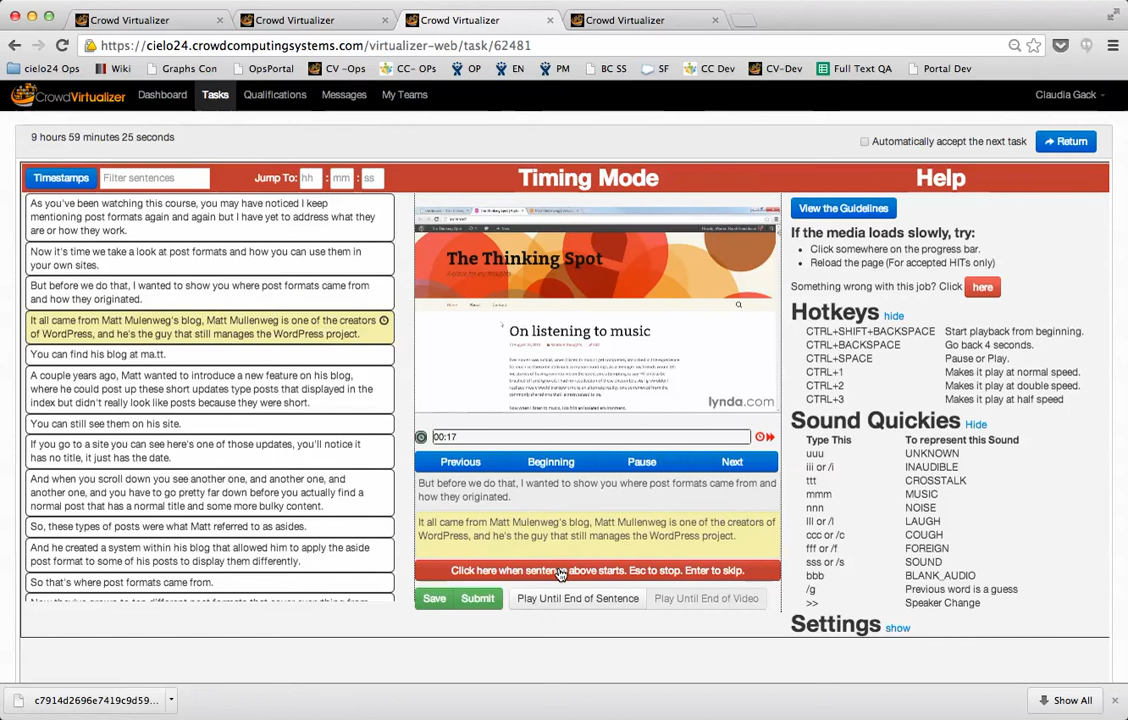 Crowd Virtualizer
Crowd Virtualizer
Crowd Virtualizer
Crowd Virtualizer
https://cielo24.crowdcomputingsystems.com/virtualizer-web/task/62481
cielo24 Ops
Wiki
Graphs Con
OpsPortal
CV -Ops
CC- OPs
OP
EN
PM
BC SS
SF
CC Dev
CV-Dev
Full Text QA
Portal Dev
CrowdVirtualizer
Dashboard
Tasks
Qualifications
Messages
My Teams
Claudia Gack
9 hours 59 minutes 25 seconds
Automatically accept the next task
Return
Timestamps
Filter sentences
Jump To: hh : mm : ss
Timing Mode
Help
As you've been watching this course, you may have noticed I keep
mentioning post formats again and again but I have yet to address what they
are or how they work.
Now it's time we take a look at post formats and how you can use them in
your own sites.
But before we do that, I wanted to show you where post formats came from
and how they originated.
It all came from Matt Mulenweg's blog, Matt Mullenweg is one of the creators
of WordPress, and he's the guy that still manages the WordPress project.
You can find his blog at ma.tt.
A couple years ago, Matt wanted to introduce a new feature on his blog,
where he could post up these short updates type posts that displayed in the
index but didn't really look like posts because they were short.
You can still see them on his site.
If you go to a site you can see here's one of those updates, you'll notice it
has no title, it just has the date.
And when you scroll down you see another one, and another one, and
another one, and you have to go pretty far down before you actually find a
normal post that has a normal title and some more bulky content.
So, these types of posts were what Matt referred to as asides.
And he created a system within his blog that allowed him to apply the aside
post format to some of his posts to display them differently.
So that's where post formats came from.
The Thinking Spot
On listening to music
lynda.com
00:17
Previous
Beginning
Pause
Next
But before we do that, I wanted to show you where post formats came from and
how they originated.
It all came from Matt Mulenweg's blog, Matt Mullenweg is one of the creators of
WordPress, and he's the guy that still manages the WordPress project.
Click here when sentence above starts. Esc to stop. Enter to skip.
Save
Submit
Play Until End of Sentence
Play Until End of Video
View the Guidelines
If the media loads slowly, try:
Click somewhere on the progress bar.
Reload the page (For accepted HITs only)
Something wrong with this job? Click here
Hotkeys hide
CTRL+SHIFT+BACKSPACE Start playback from beginning.
CTRL+BACKSPACE Go back 4 seconds.
CTRL+SPACE Pause or Play.
CTRL+1 Makes it play at normal speed.
CTRL+2 Makes it play at double speed.
CTRL+3 Makes it play at half speed
Sound Quickies Hide
Type This To represent this Sound
uuu UNKNOWN
iii or /i INAUDIBLE
ttt CROSSTALK
mmm MUSIC
nnn NOISE
lll or /l LAUGH
ccc or /c COUGH
fff or /f FOREIGN
sss or /s SOUND
bbb BLANK_AUDIO
/g Previous word is a guess
>> Speaker Change
Settings show
c7914d2696e7419c9d59...
Show All